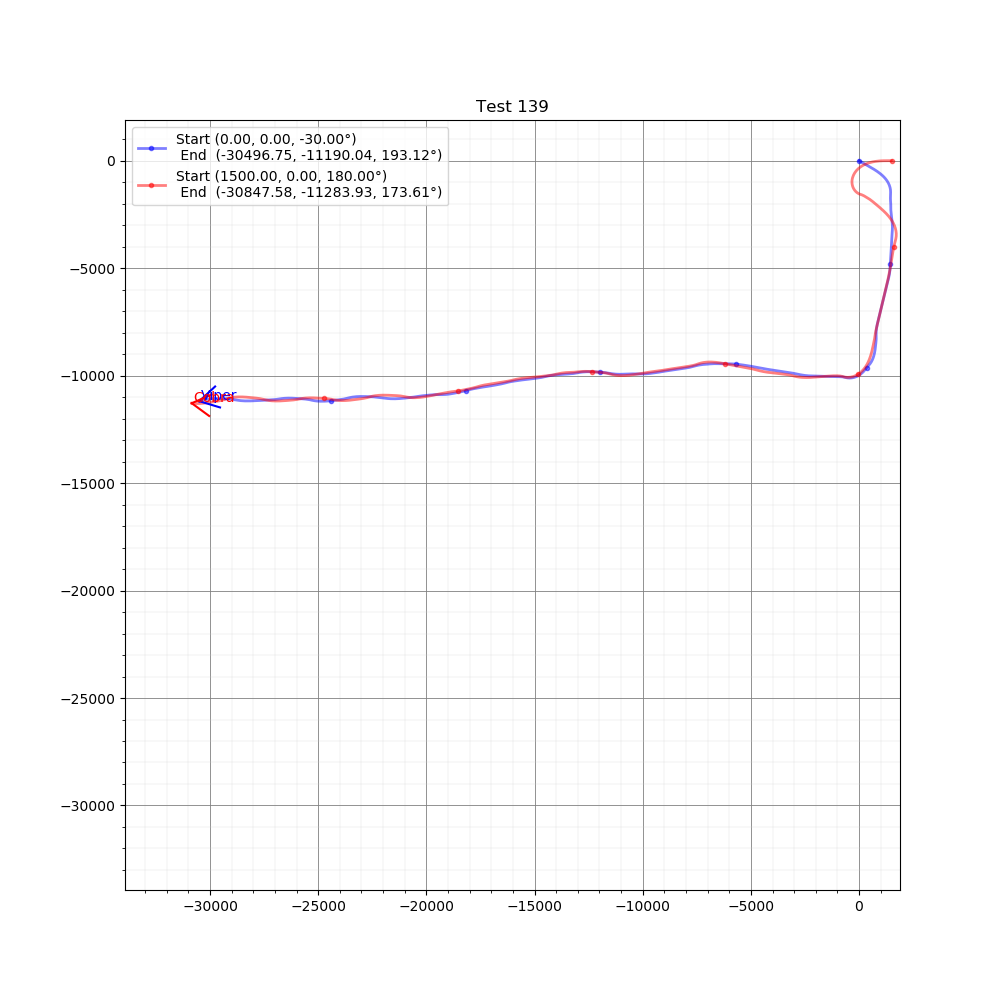 Test 139
Start (0.00, 0.00, -30.00°)
End  (-30496.75, -11190.04, 193.12°)
Start (1500.00, 0.00, 180.00°)
End  (-30847.58, -11283.93, 173.61°)
0
−5000
−10000
Viper
−15000
−20000
−25000
−30000
−30000 −25000 −20000 −15000 −10000 −5000 0